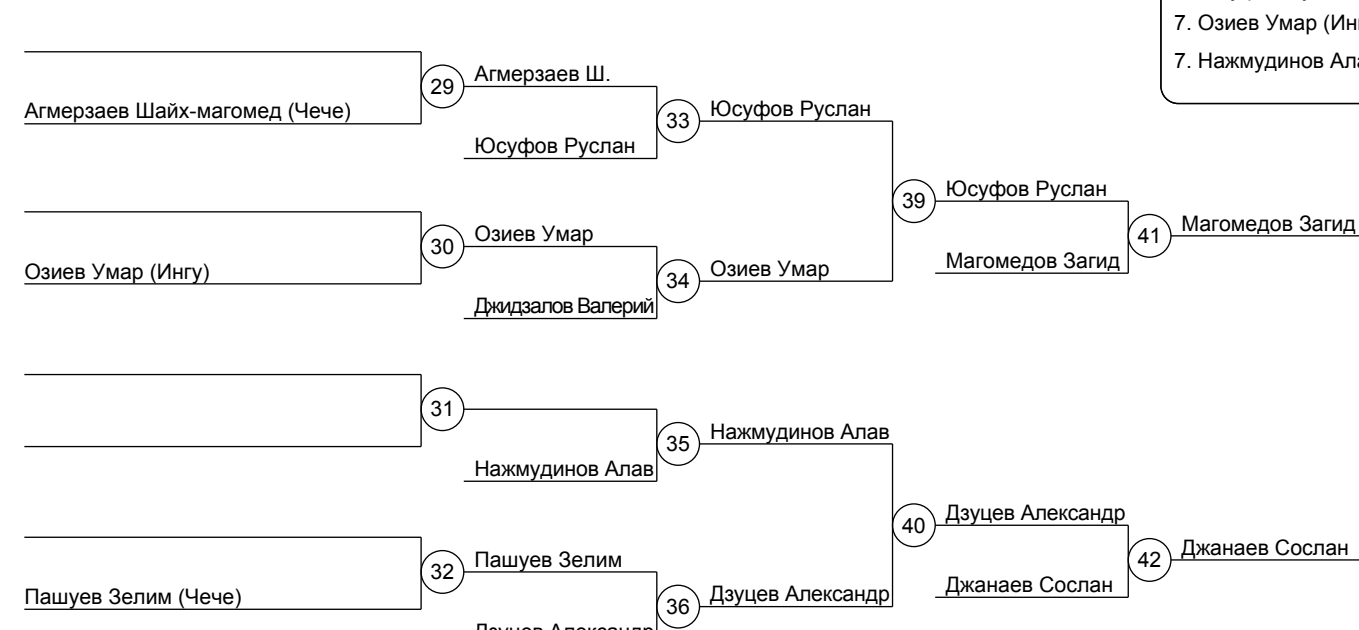 7. Озиев Умар
7. Нажмудинов
29
Агмерзаев Ш.
Агмерзаев Шайх-магомед (Чече)
33
Юсуфов Руслан
Юсуфов Руслан
39
Юсуфов Руслан
30
Озиев Умар
Озиев Умар (Ингу)
34
Озиев Умар
Джидзалов Валерий
Магомедов Загид
41
Магомедов Загид
31
35
Нажмудинов Алав
Нажмудинов Алав
40
Дзуцев Александр
32
Пашуев Зелим
Пашуев Зелим (Чече)
36
Дзуцев Александр
Джанаев Сослан
42
Джанаев Сослан